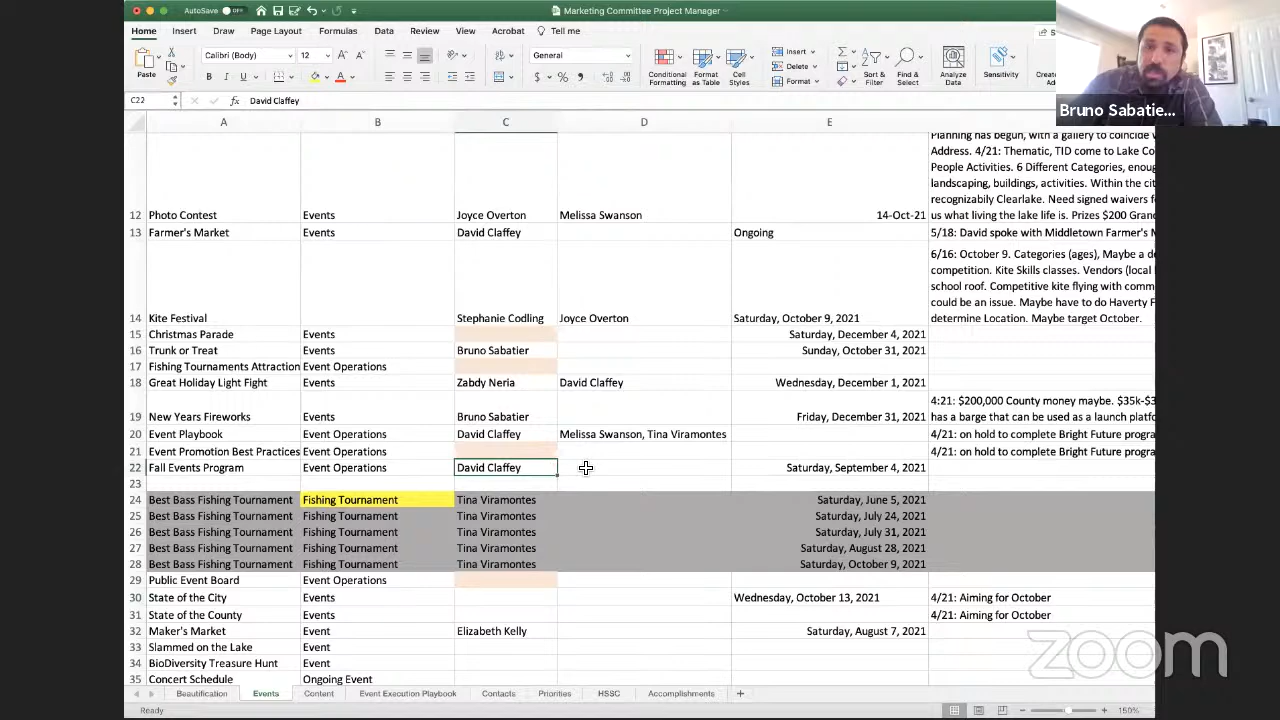 AutoSave OFF Marketing Committee Project Manager
Home Insert Draw Page Layout Formulas Data Review View Acrobat Tell me
Paste Calibri (Body) 12 General Conditional Formatting Format as Table Cell Styles Insert Delete Format Sort & Filter Find & Select Analyze Data Sensitivity
Bruno Sabatie...
C22 fx David Claffey
A B C D E
Planning has begun, with a gallery to coincide
Address. 4/21: Thematic, TID come to Lake Co
People Activities. 6 Different Categories, enoug
landscaping, buildings, activities. Within the cit
recognizabily Clearlake. Need signed waivers f
12 Photo Contest Events Joyce Overton Melissa Swanson 14-Oct-21 us what living the lake life is. Prizes $200 Gran
13 Farmer's Market Events David Claffey Ongoing 5/18: David spoke with Middletown Farmer's
6/16: October 9. Categories (ages), Maybe a de
competition. Kite Skills classes. Vendors (local
school roof. Competitive kite flying with comm
could be an issue. Maybe have to do Haverty F
14 Kite Festival Stephanie Codling Joyce Overton Saturday, October 9, 2021 determine Location. Maybe target October.
15 Christmas Parade Events Saturday, December 4, 2021
16 Trunk or Treat Events Bruno Sabatier Sunday, October 31, 2021
17 Fishing Tournaments Attraction Event Operations
18 Great Holiday Light Fight Events Zabdy Neria David Claffey Wednesday, December 1, 2021
4:21: $200,000 County money maybe. $35k-$3
19 New Years Fireworks Events Bruno Sabatier Friday, December 31, 2021 has a barge that can be used as a launch platfo
20 Event Playbook Event Operations David Claffey Melissa Swanson, Tina Viramontes 4/21: on hold to complete Bright Future progra
21 Event Promotion Best Practices Event Operations 4/21: on hold to complete Bright Future progra
22 Fall Events Program Event Operations David Claffey Saturday, September 4, 2021
23
24 Best Bass Fishing Tournament Fishing Tournament Tina Viramontes Saturday, June 5, 2021
25 Best Bass Fishing Tournament Fishing Tournament Tina Viramontes Saturday, July 24, 2021
26 Best Bass Fishing Tournament Fishing Tournament Tina Viramontes Saturday, July 31, 2021
27 Best Bass Fishing Tournament Fishing Tournament Tina Viramontes Saturday, August 28, 2021
28 Best Bass Fishing Tournament Fishing Tournament Tina Viramontes Saturday, October 9, 2021
29 Public Event Board Event Operations
30 State of the City Events Wednesday, October 13, 2021 4/21: Aiming for October
31 State of the County Events 4/21: Aiming for October
32 Maker's Market Event Elizabeth Kelly Saturday, August 7, 2021
33 Slammed on the Lake Event
34 BioDiversity Treasure Hunt Event
35 Concert Schedule Ongoing Event
zoom
Beautification Events Content Event Execution Playbook Contacts Priorities HSSC Accomplishments +
Ready 150%